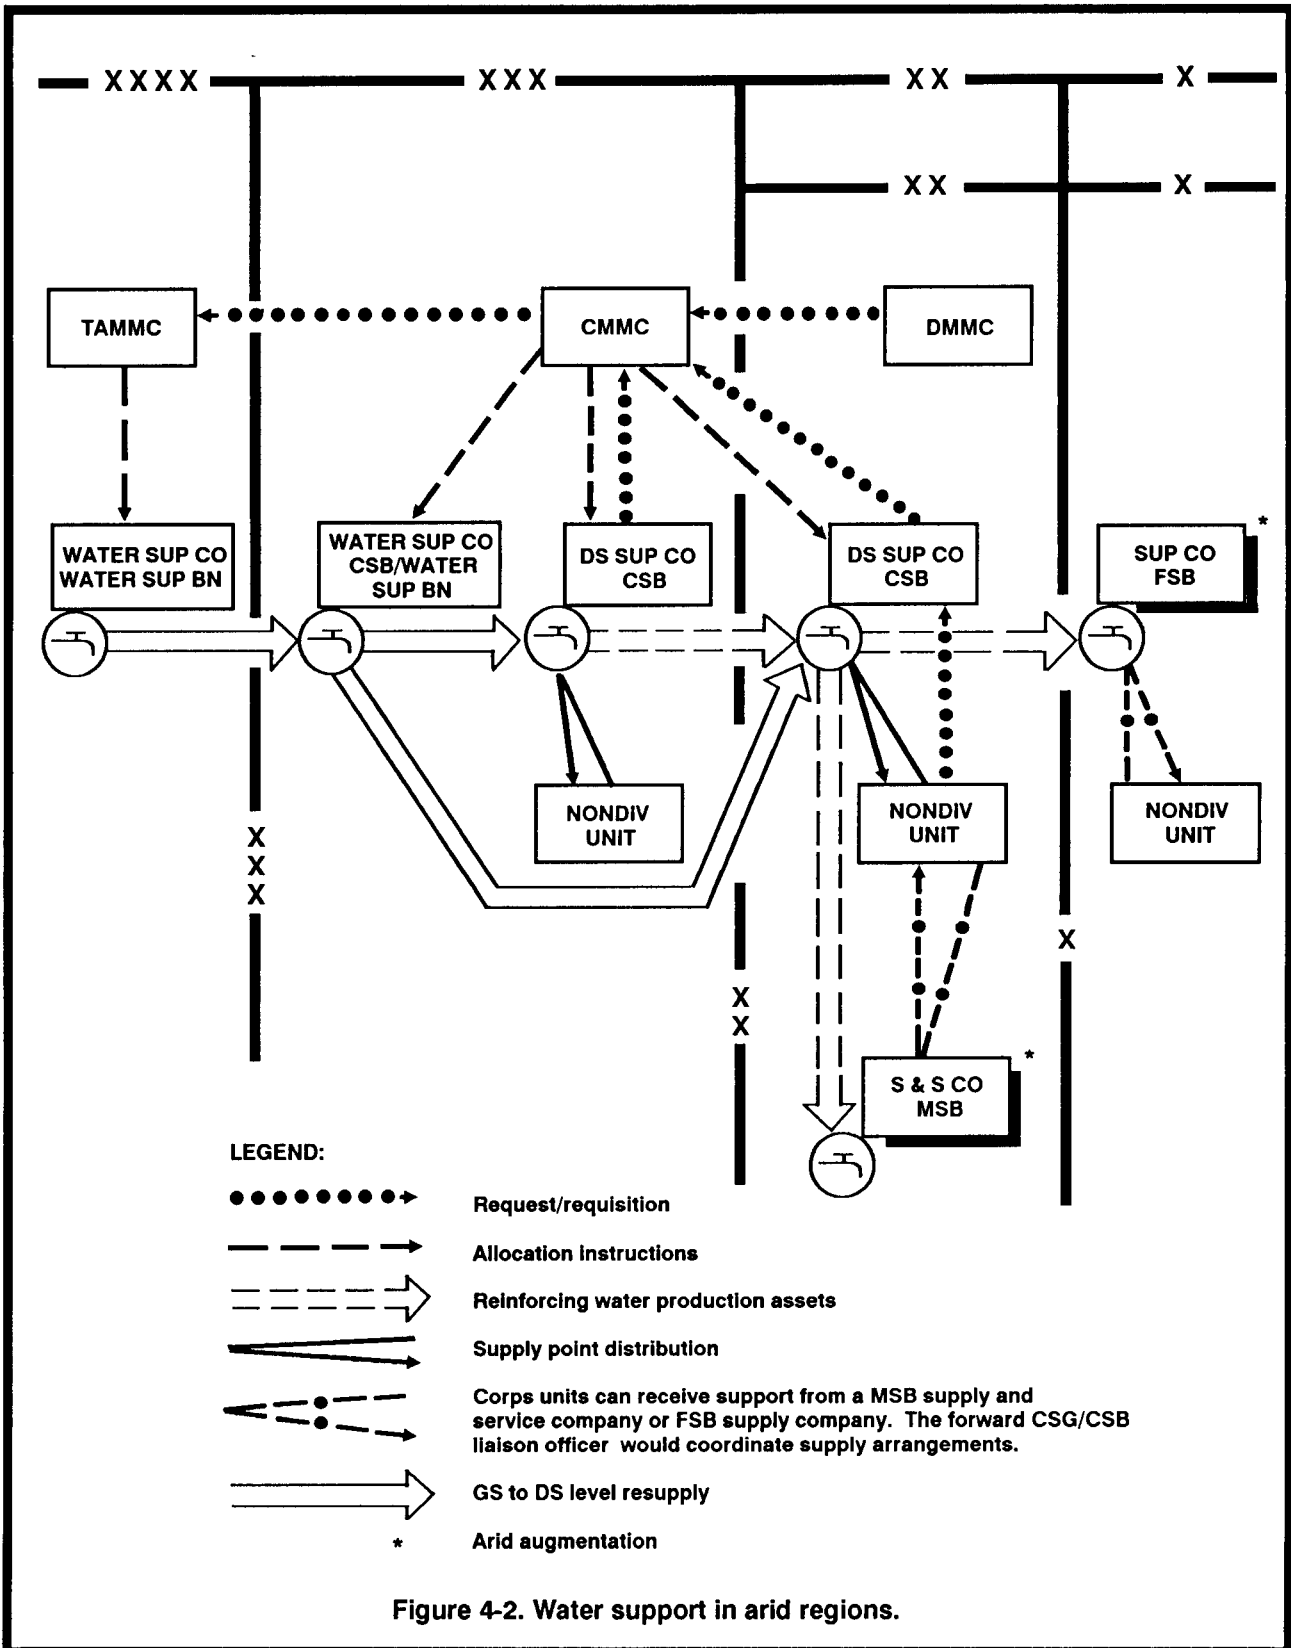 XXXX
XXX
XX
X
XX
X
TAMMC
CMMC
DMMC
WATER SUP CO
WATER SUP BN
WATER SUP CO
CSB/WATER
SUP BN
DS SUP CO
CSB
DS SUP CO
CSB
*
SUP CO
FSB
NONDIV
UNIT
NONDIV
UNIT
NONDIV
UNIT
X
X
X
X
X
X
*
S & S CO
MSB
LEGEND:
Request/requisition
Allocation instructions
Reinforcing water production assets
Supply point distribution
Corps units can receive support from a MSB supply and
service company or FSB supply company. The forward CSG/CSB
liaison officer would coordinate supply arrangements.
GS to DS level resupply
* Arid augmentation
Figure 4-2. Water support in arid regions.